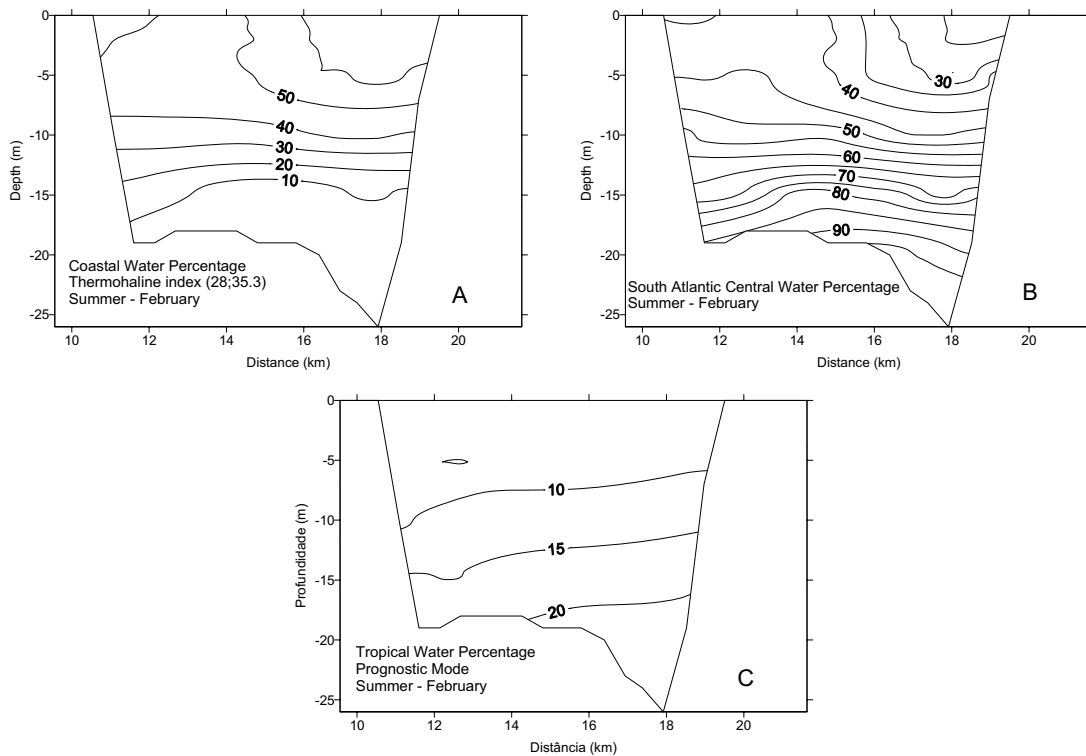 0
-5
-10
-15
-20
-25
Depth (m)
50
40
30
20
10
Coastal Water Percentage
Thermohaline index (28;35.3)
Summer - February
A
10 12 14 16 18 20
Distance (km)
0
-5
-10
-15
-20
-25
Depth (m)
30
40
50
60
70
80
90
South Atlantic Central Water Percentage
Summer - February
B
10 12 14 16 18 20
Distance (km)
0
-5
-10
-15
-20
-25
Profundidade (m)
10
15
20
Tropical Water Percentage
Prognostic Mode
Summer - February
C
10 12 14 16 18 20
Distância (km)